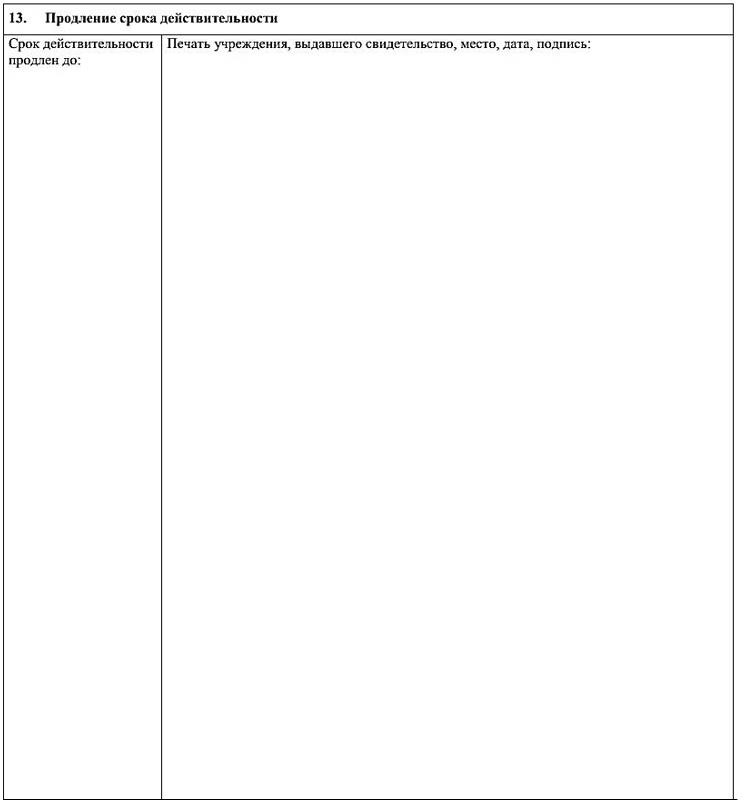 13. Продление срока действительности
Срок действительности
продлен до:
Печать учреждения, выдавшего свидетельство, место, дата, подпись: